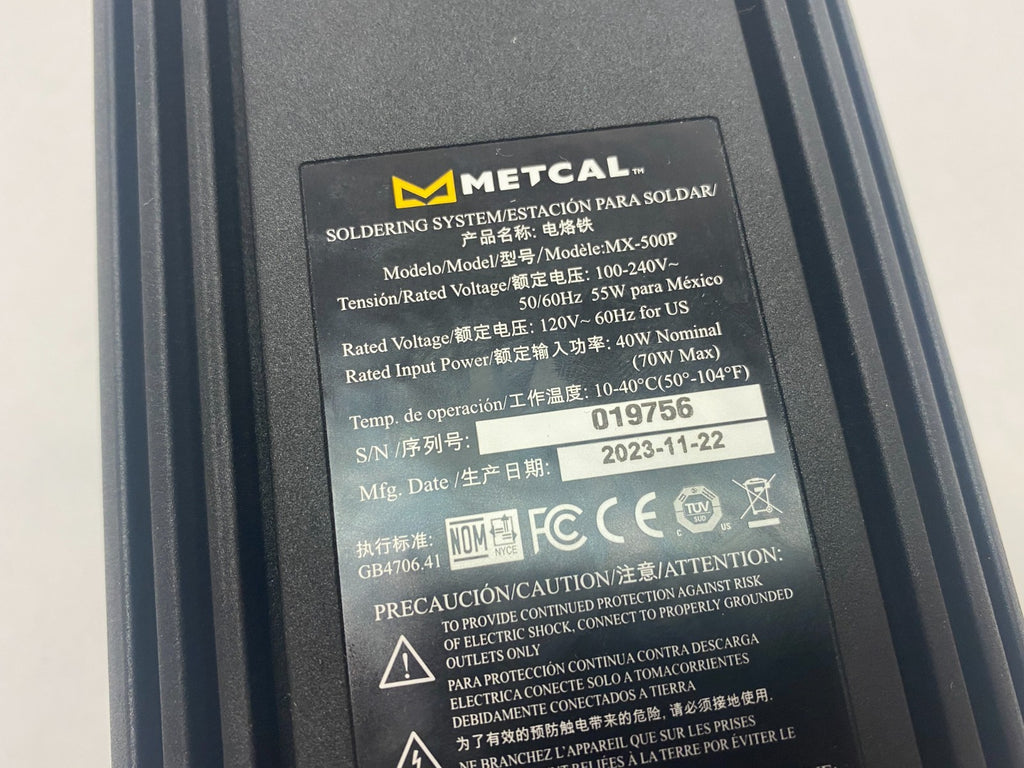 METCAL™
SOLDERING SYSTEM/ESTACIÓN PARA SOLDAR/
产品名称: 电烙铁
Modelo/Model/型号/Modèle:MX-500P
Tensión/Rated Voltage/额定电压: 100-240V~
50/60Hz 55W para México
Rated Voltage/额定电压: 120V~ 60Hz for US
Rated Input Power/额定输入功率: 40W Nominal
(70W Max)
Temp. de operación/工作温度: 10-40°C(50°-104°F)
S/N /序列号: 019756
Mfg. Date /生产日期: 2023-11-22
执行标准:
GB4706.41
NOM NYCE FC CE TÜV SÜD C US
PRECAUCIÓN/CAUTION/注意/ATTENTION:
TO PROVIDE CONTINUED PROTECTION AGAINST RISK
OF ELECTRIC SHOCK, CONNECT TO PROPERLY GROUNDED
OUTLETS ONLY
PARA PROTECCIÓN CONTINUA CONTRA DESCARGA
ELECTRICA CONECTE SOLO A TOMACORRIENTES
DEBIDAMENTE CONECTADOS A TIERRA
为了有效的预防触电带来的危险, 请必须接地使用.
NE BRANCHEZ L'APPAREIL QUE SUR LES PRISES
RELIÉES À LA TERRE POUR ÉVITER LE